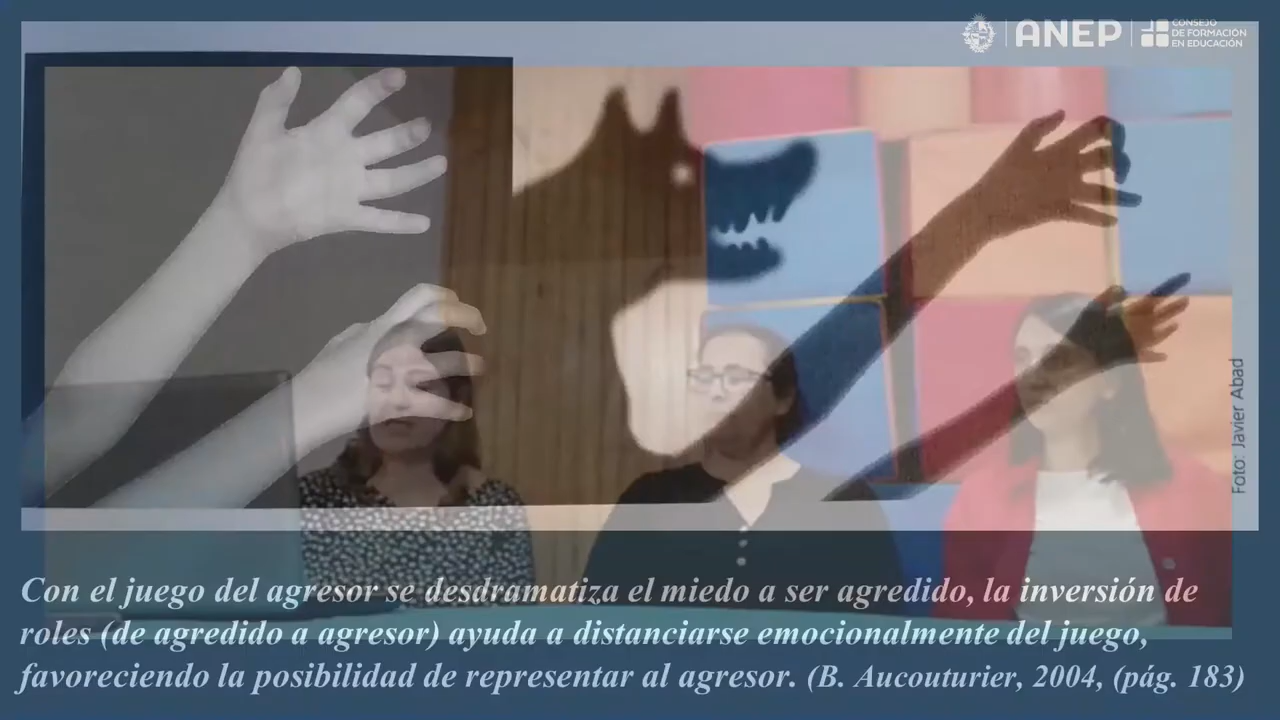 ANEP
CONSEJO
DE FORMACIÓN
EN EDUCACIÓN
Foto: Javier Abad
Con el juego del agresor se desdramatiza el miedo a ser agredido, la inversión de
roles (de agredido a agresor) ayuda a distanciarse emocionalmente del juego,
favoreciendo la posibilidad de representar al agresor. (B. Aucouturier, 2004, (pág. 183)